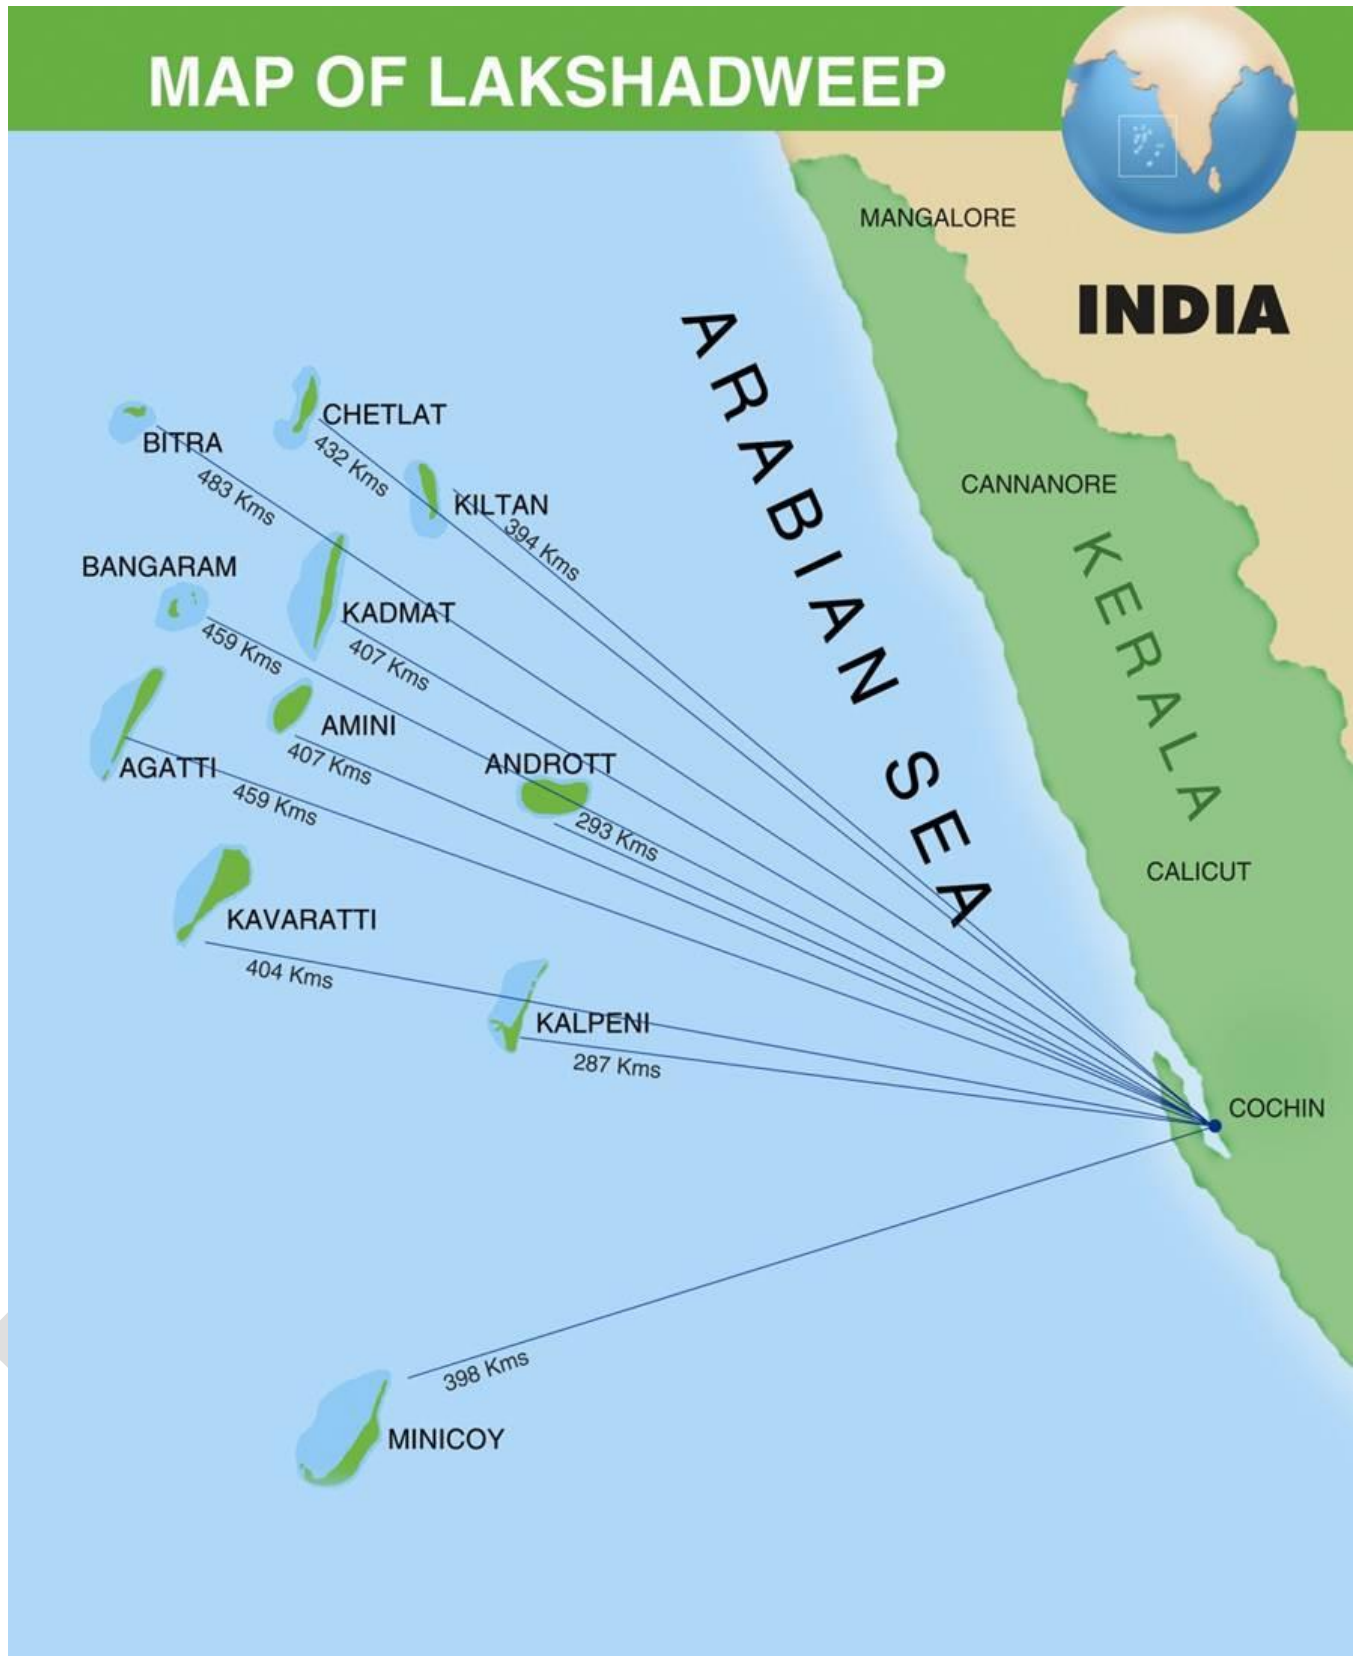 MAP OF LAKSHADWEEP
MANGALORE
INDIA
ARABIAN SEA
CHETLAT
432 Kms
BITRA
483 Kms
KILTAN
394 Kms
CANNANORE
KERALA
BANGARAM
459 Kms
KADMAT
407 Kms
AMINI
407 Kms
ANDROTT
293 Kms
AGATTI
459 Kms
CALICUT
KAVARATTI
404 Kms
KALPENI
287 Kms
COCHIN
398 Kms
MINICOY